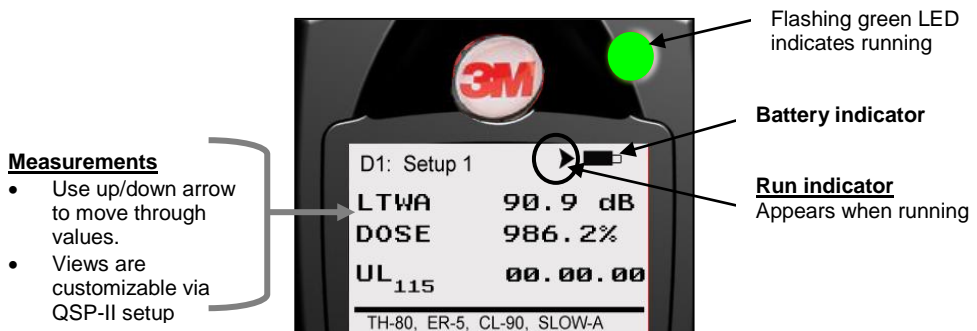 Flashing green LED
indicates running
3M
Battery indicator
Measurements
• Use up/down arrow
to move through
values.
• Views are
customizable via
QSP-II setup
D1: Setup 1
LTWA 90.9 dB
DOSE 986.2%
UL115 00.00.00
TH-80, ER-5, CL-90, SLOW-A
Run indicator
Appears when running